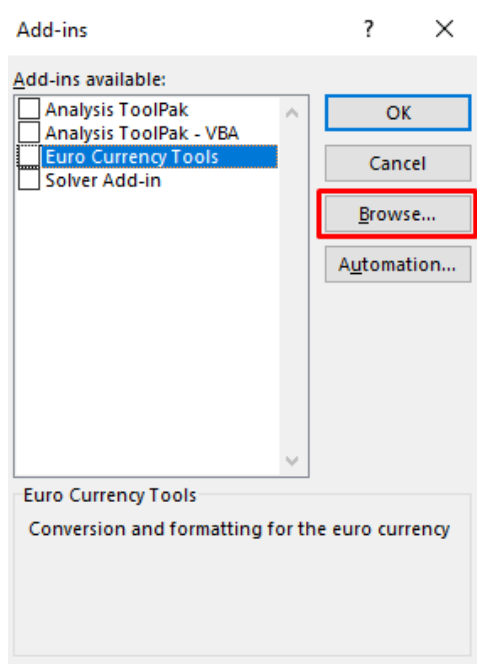 Add-ins ? ×
Add-ins available:
Analysis ToolPak
Analysis ToolPak - VBA
Euro Currency Tools
Solver Add-in
OK
Cancel
Browse...
Automation...
Euro Currency Tools
Conversion and formatting for the euro currency